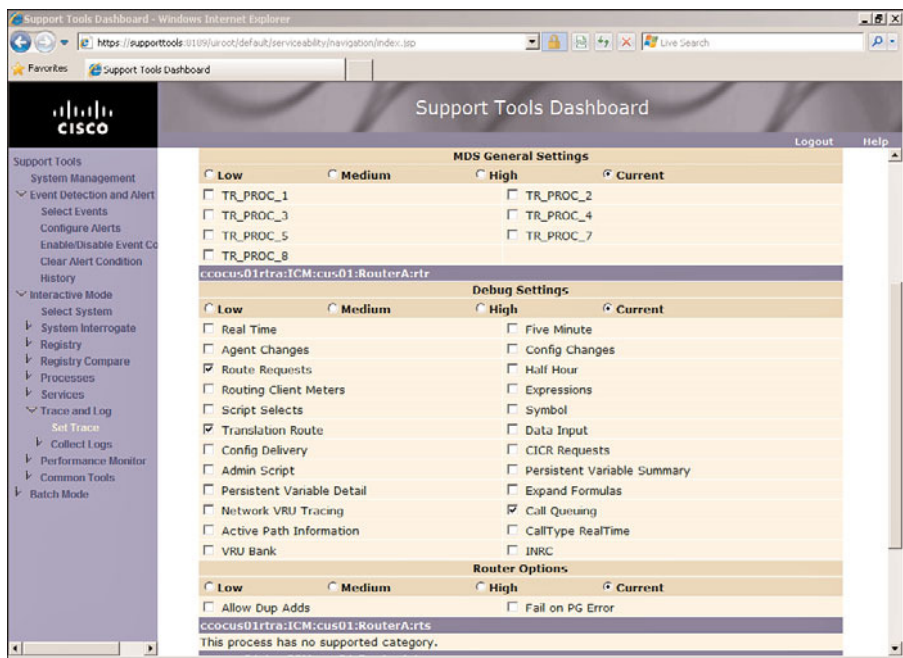 Support Tools Dashboard - Windows Internet Explorer
https://supporttools:8189/uiroot/default/serviceability/navigation/index.jsp
Live Search
Favorites
Support Tools Dashboard
CISCO
Support Tools Dashboard
Logout Help
Support Tools
System Management
Event Detection and Alert
Select Events
Configure Alerts
Enable/Disable Event Co
Clear Alert Condition
History
Interactive Mode
Select System
System Interrogate
Registry
Registry Compare
Processes
Services
Trace and Log
Set Trace
Collect Logs
Performance Monitor
Common Tools
Batch Mode
MDS General Settings
Low Medium High Current
TR_PROC_1 TR_PROC_2
TR_PROC_3 TR_PROC_4
TR_PROC_5 TR_PROC_7
TR_PROC_8
ccocus01rtra:ICM:cus01:RouterA:rtr
Debug Settings
Low Medium High Current
Real Time Five Minute
Agent Changes Config Changes
Route Requests Half Hour
Routing Client Meters Expressions
Script Selects Symbol
Translation Route Data Input
Config Delivery CICR Requests
Admin Script Persistent Variable Summary
Persistent Variable Detail Expand Formulas
Network VRU Tracing Call Queuing
Active Path Information CallType RealTime
VRU Bank INRC
Router Options
Low Medium High Current
Allow Dup Adds Fail on PG Error
ccocus01rtra:ICM:cus01:RouterA:rts
This process has no supported category.